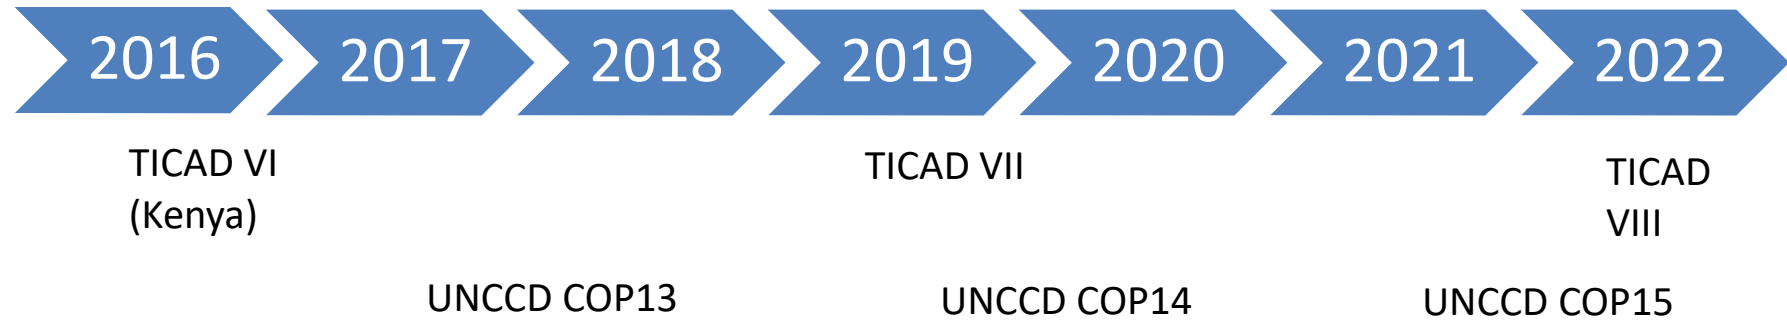 2016 2017 2018 2019 2020 2021 2022
TICAD VI
(Kenya)
TICAD VII
TICAD
VIII
UNCCD COP13 UNCCD COP14 UNCCD COP15